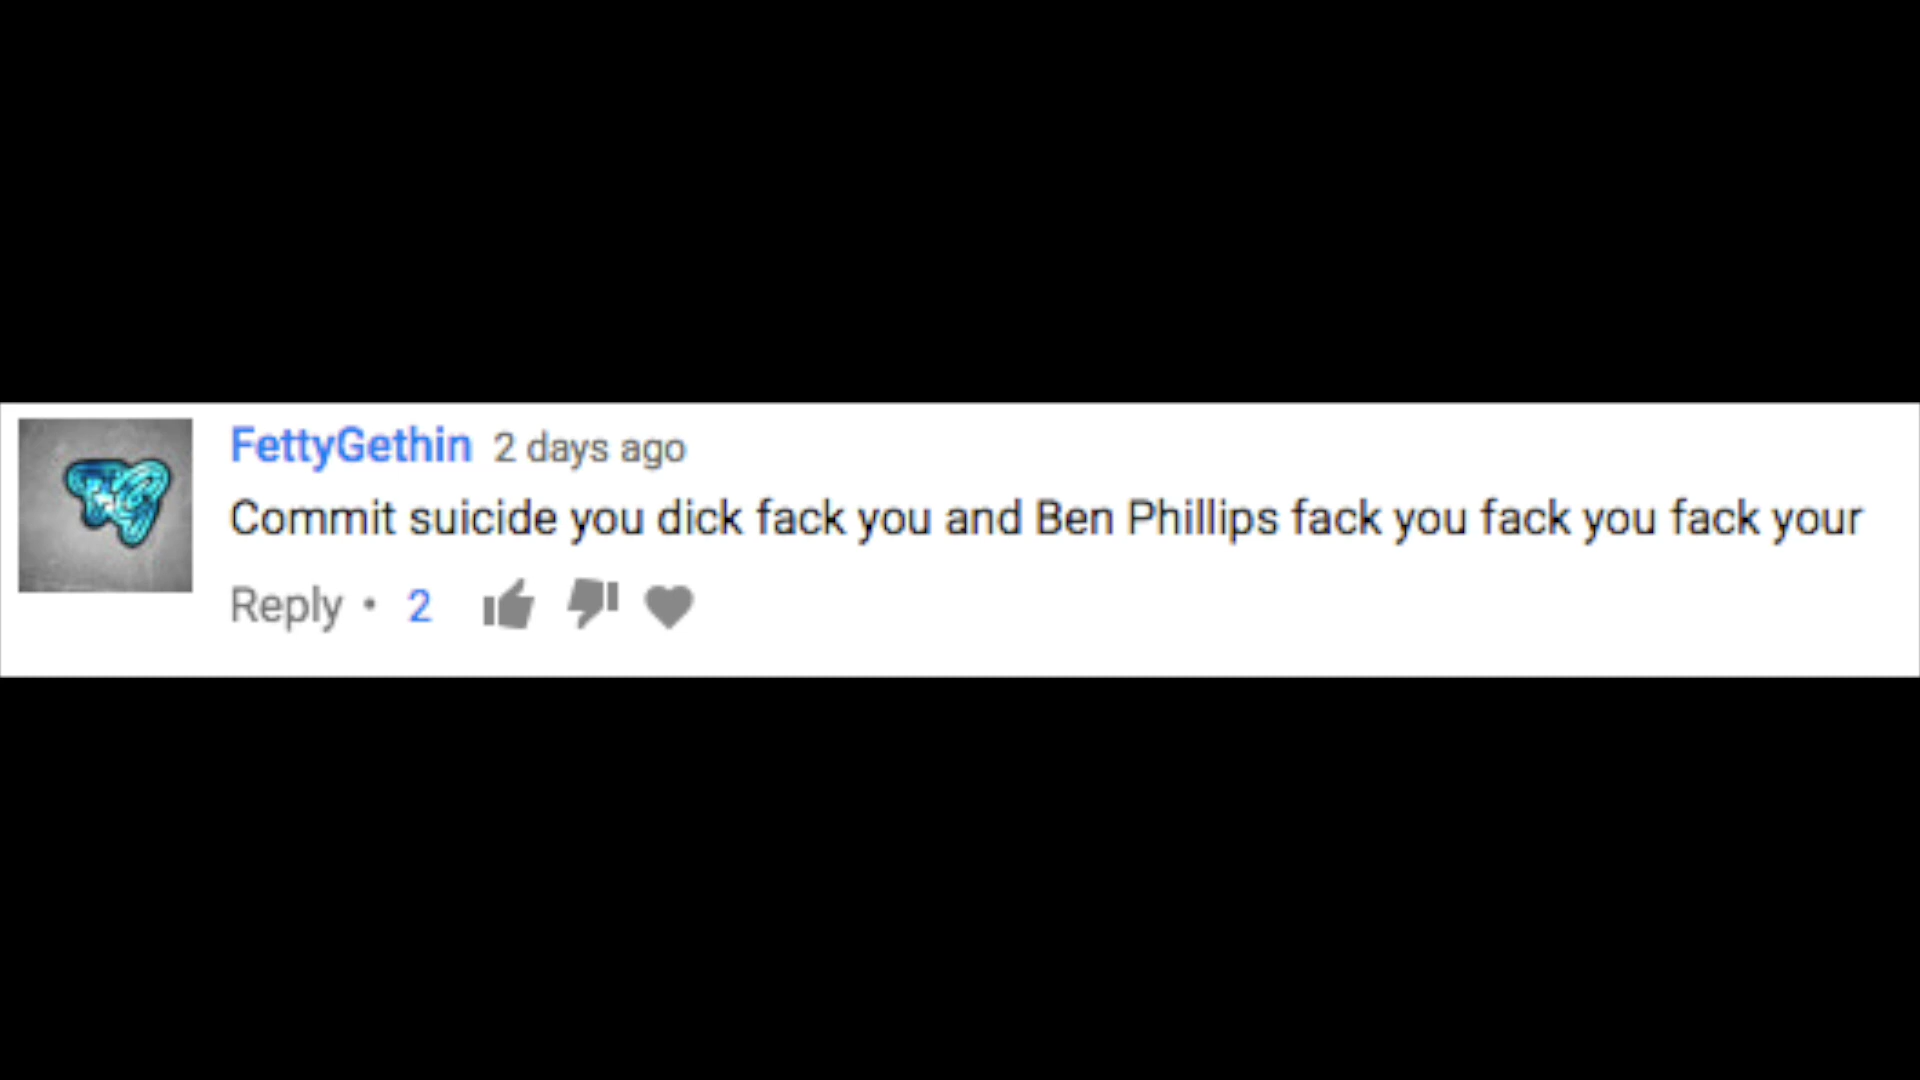 FettyGethin 2 days ago
Commit suicide you dick fack you and Ben Phillips fack you fack you fack your
Reply • 2